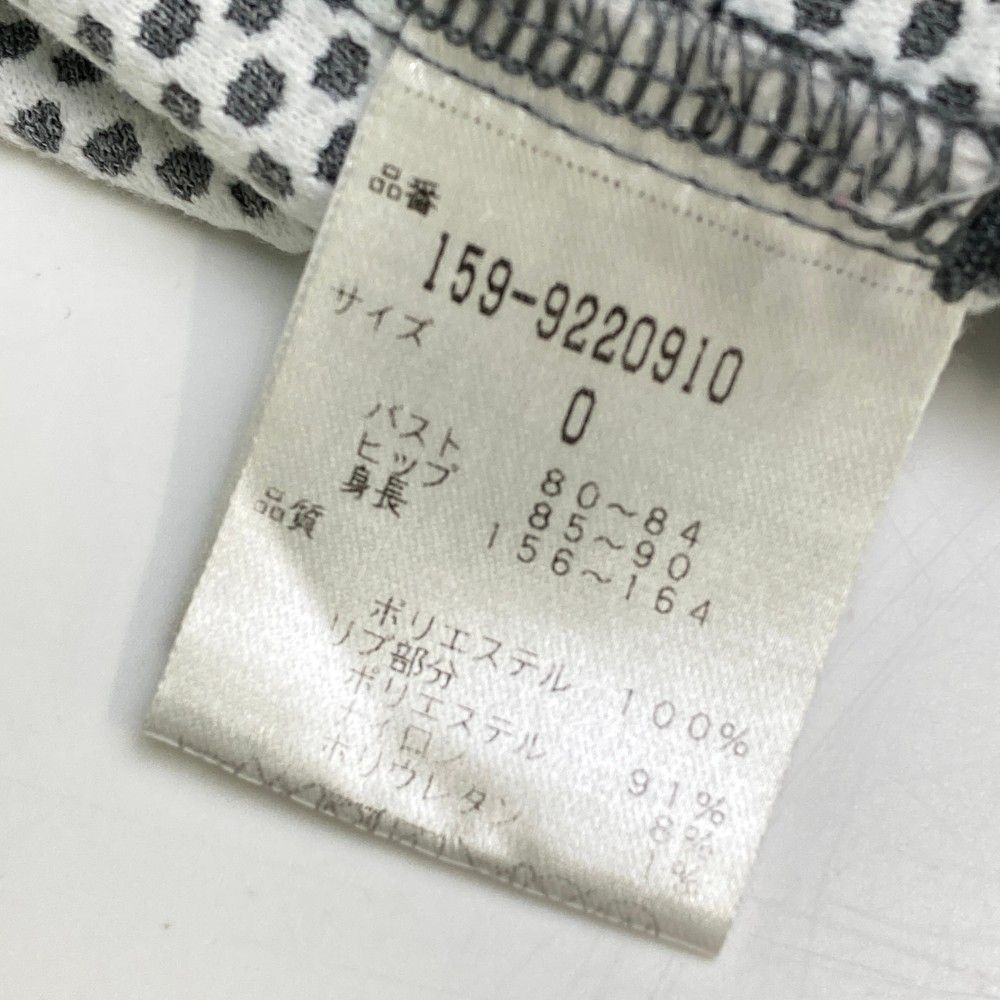 品番
159-9220910
サイズ
0
バスト 80～84
ヒップ 85～90
身長 156～164
品質
ポリエステル 100%
リブ部分
ポリエステル 91%
ナイロン 8%
ポリウレタン 1%